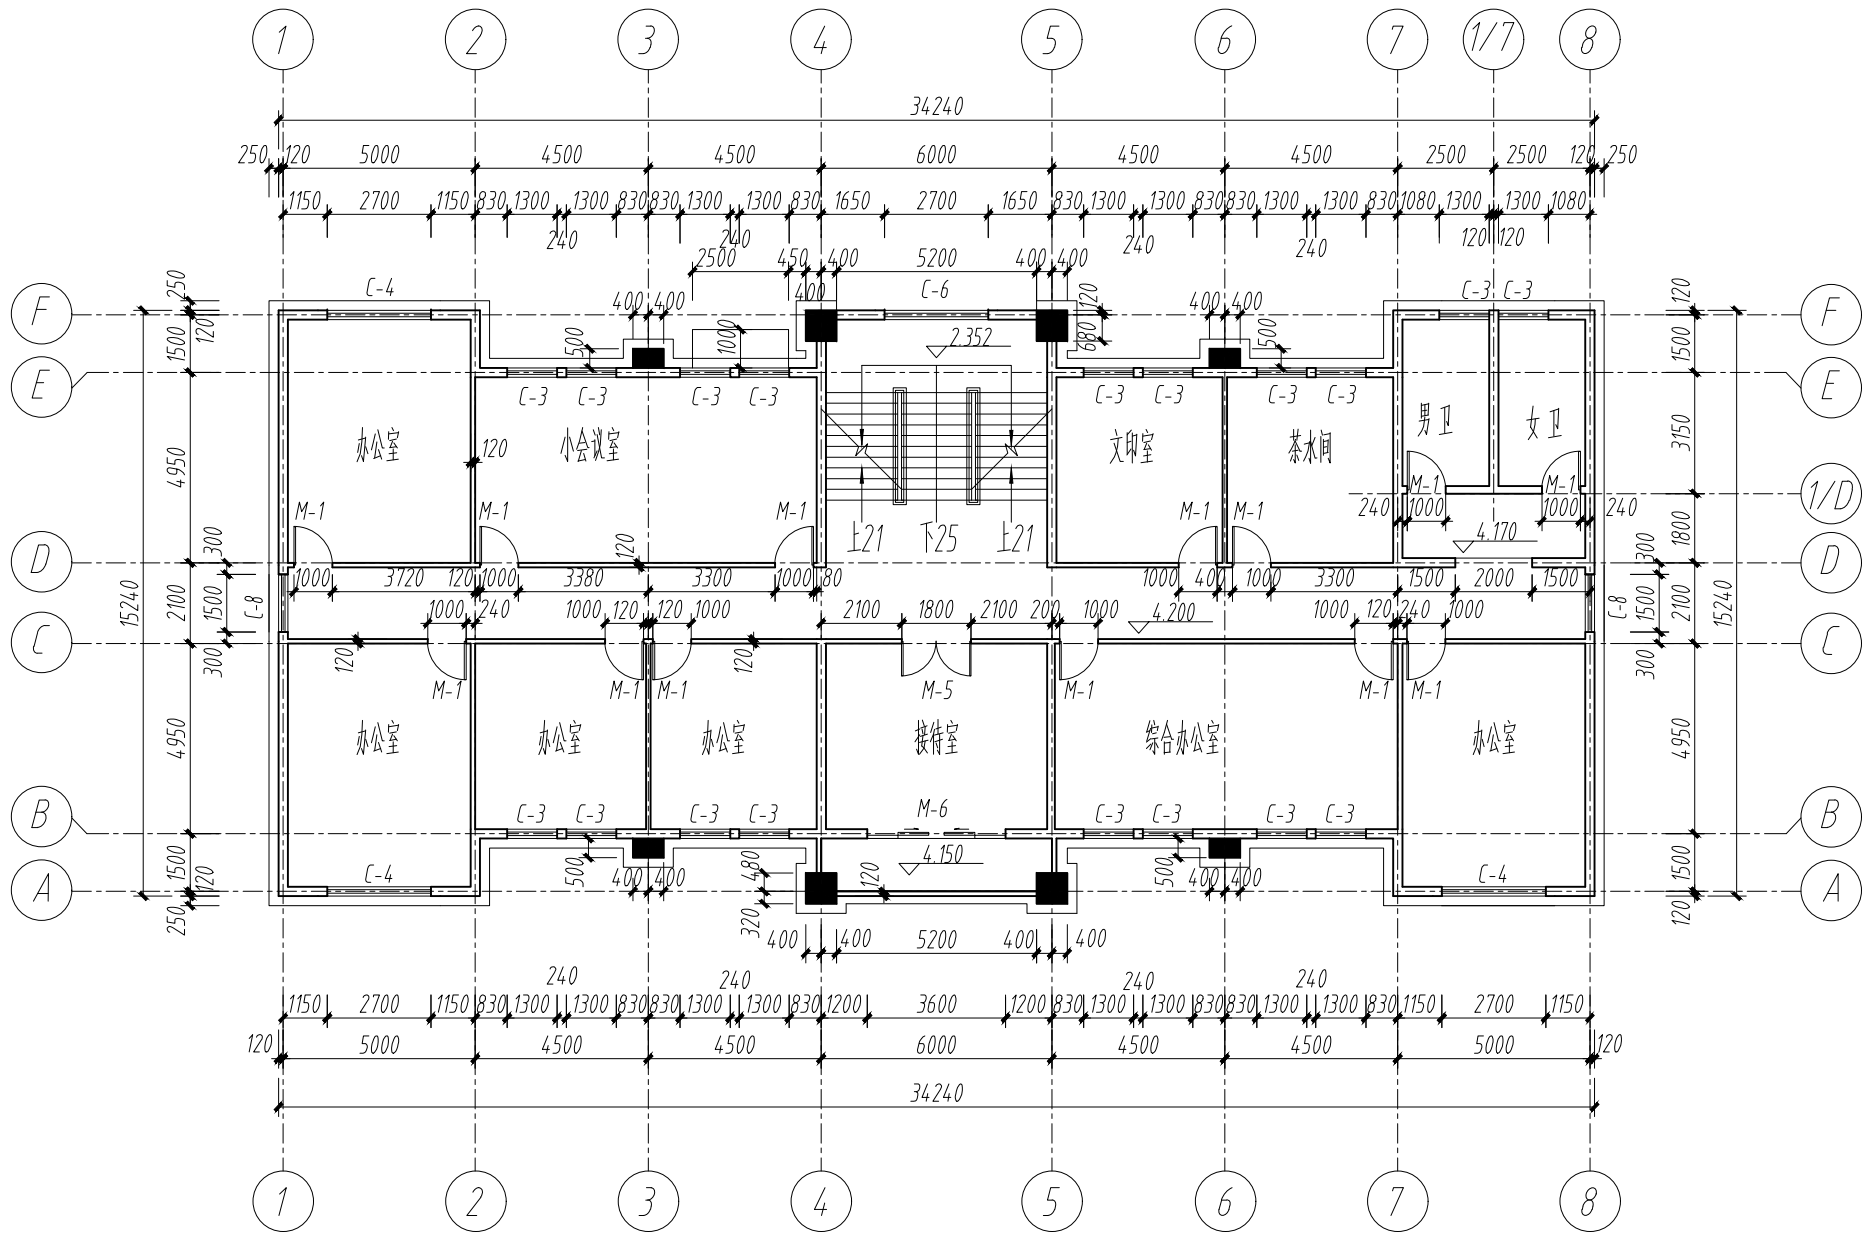 1 2 3 4 5 6 7 1/7 8
34240
250 120 5000 4500 4500 6000 4500 4500 2500 2500 120 250
1150 2700 1150 830 1300 1300 830 830 1300 1300 830 1650 2700 1650 830 1300 1300 830 830 1300 1300 830 1080 1300 1300 1080
240 240 240 240 120 120
2500 450 400 5200 400 400
400
C-4 C-6 C-3 C-3
250 120 400 400 400 400 120 120
F F
1500 120 500 1000 2.352 680 500 1500
E E
C-3 C-3 C-3 C-3 C-3 C-3 C-3 C-3
办公室 小会议室 文印室 茶水间 男卫 女卫
4950 120 3150
M-1 M-1
1/D
M-1 M-1 M-1 M-1 M-1 240 1000 1000 240
上21 下25 上21 4.170 1800
300 120 300
D D
1000 3720 120 1000 3380 3300 1000 80 1000 40 1000 3300 1500 2000 1500
15240 2100 1500 C-8 C-8 1500 2100 15240
1000 240 1000 120 120 1000 2100 1800 2100 200 1000 4.200 1000 120 240 1000
C C
300 120 120 300
M-1 M-1 M-1 M-5 M-1 M-1 M-1
办公室 办公室 办公室 接待室 综合办公室 办公室
4950 4950
M-6
C-3 C-3 C-3 C-3 C-3 C-3 C-3 C-3
B B
1500 500 480 4.150 500 1500
C-4 120 C-4
120 400 400 400 400
A A
250 320 120
400 400 5200 400 400
240 240 240 240
1150 2700 1150 830 1300 1300 830 830 1300 1300 830 1200 3600 1200 830 1300 1300 830 830 1300 1300 830 1150 2700 1150
120 5000 4500 4500 6000 4500 4500 5000 120
34240
1 2 3 4 5 6 7 8